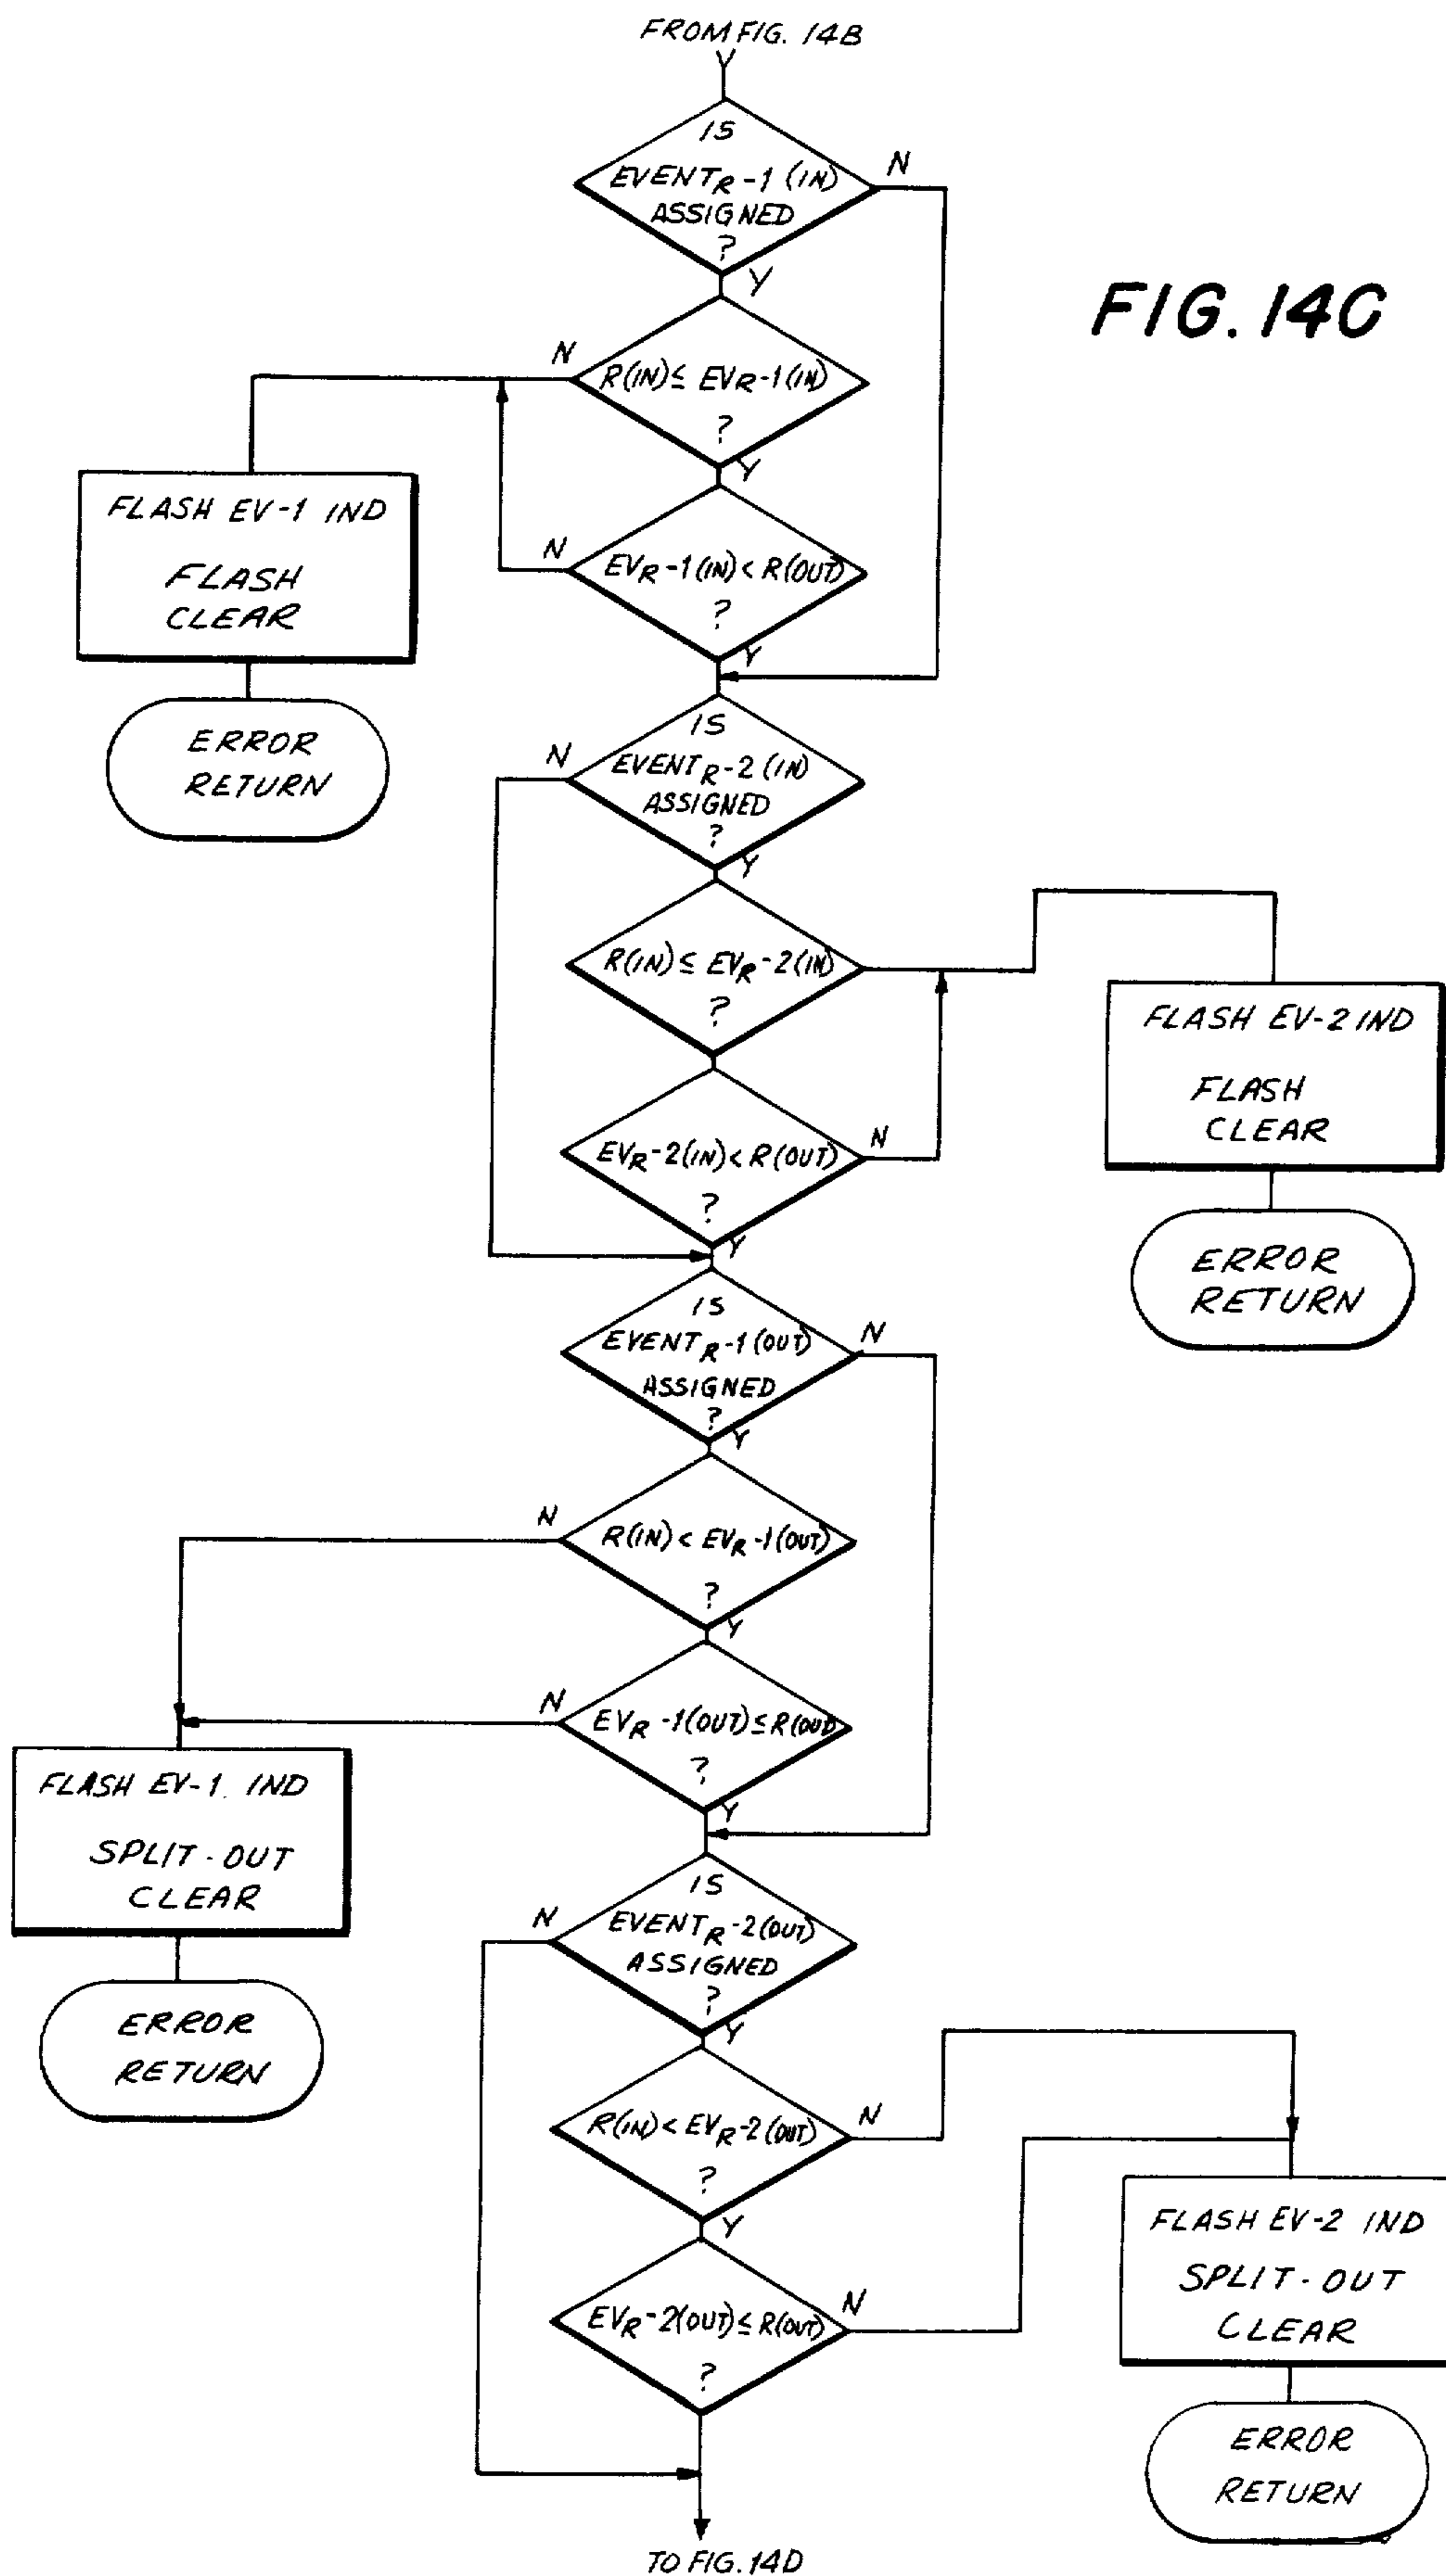 FROM FIG. 14B
Y
IS
EVENTR-1 (IN)
ASSIGNED
?
N
Y
FIG. 14C
N
R(IN) ≤ EVR-1(IN)
?
Y
FLASH EV-1 IND
FLASH
CLEAR
N
EVR-1(IN) < R(OUT)
?
Y
ERROR
RETURN
IS
N
EVENTR-2 (IN)
ASSIGNED
?
Y
R(IN) ≤ EVR-2(IN)
?
FLASH EV-2 IND
FLASH
CLEAR
EVR-2(IN) < R(OUT)
N
?
Y
ERROR
RETURN
IS
EVENTR-1(OUT)
N
ASSIGNED
?
Y
N
R(IN) < EVR-1(OUT)
?
Y
N
EVR-1(OUT) ≤ R(OUT)
?
Y
FLASH EV-1 IND
SPLIT-OUT
CLEAR
IS
N
EVENTR-2(OUT)
ASSIGNED
?
Y
ERROR
RETURN
R(IN) < EVR-2(OUT)
N
?
Y
FLASH EV-2 IND
SPLIT-OUT
CLEAR
EVR-2(OUT) ≤ R(OUT)
N
?
ERROR
RETURN
TO FIG. 14D